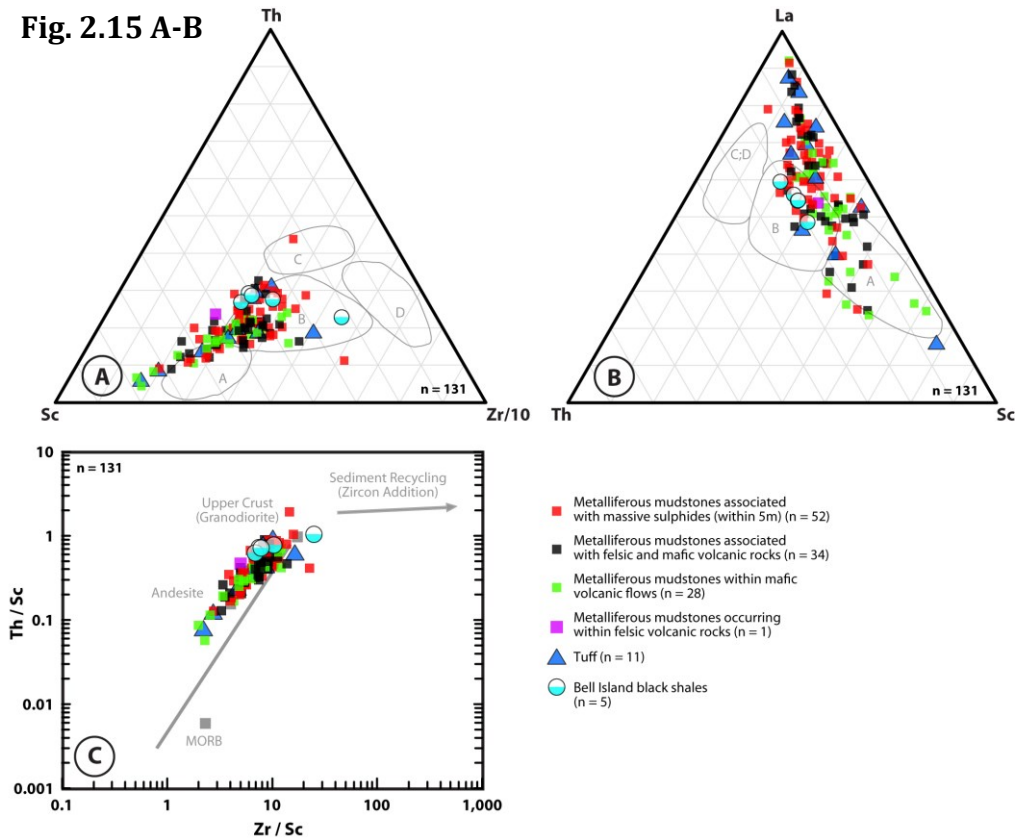 Fig. 2.15 A-B
Th
C
B
D
A
A
n = 131
Sc
Zr/10
La
C;D
B
A
B
n = 131
Th
Sc
10
n = 131
Sediment Recycling
(Zircon Addition)
Upper Crust
(Granodiorite)
1
Andesite
Th / Sc
0.1
0.01
MORB
C
0.001
0.1
1
10
100
1,000
Zr / Sc
Metalliferous mudstones associated
with massive sulphides (within 5m) (n = 52)
Metalliferous mudstones associated
with felsic and mafic volcanic rocks (n = 34)
Metalliferous mudstones within mafic
volcanic flows (n = 28)
Metalliferous mudstones occurring
within felsic volcanic rocks (n = 1)
Tuff (n = 11)
Bell Island black shales
(n = 5)